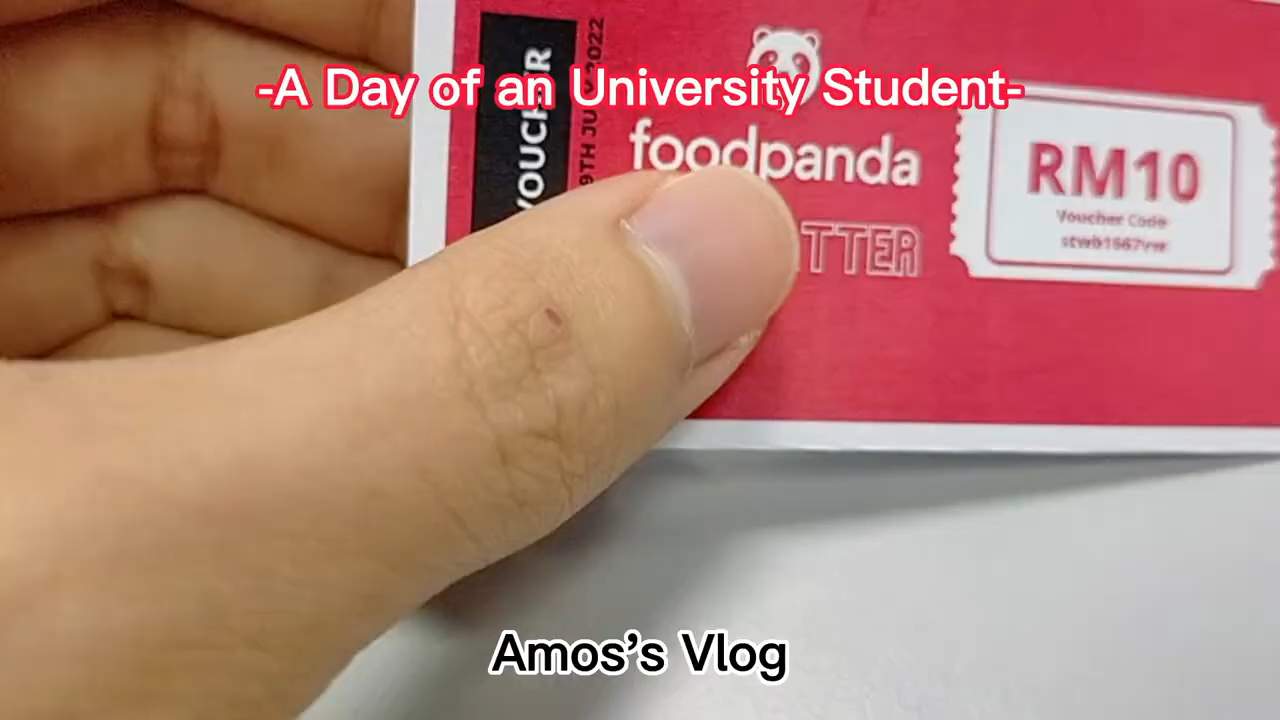 -A Day of an University Student-
VOUCHER
foodpanda
TTER
RM10
Voucher Code
Amos's Vlog